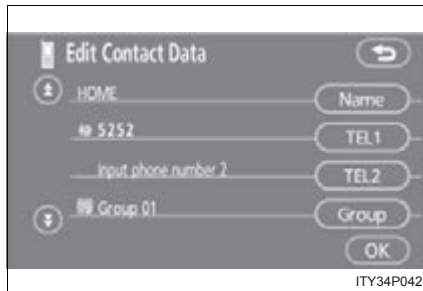 Edit Contact Data
HOME
Name
5252
TEL1
Input phone number 2
TEL2
Group 01
Group
OK
ITY34P042